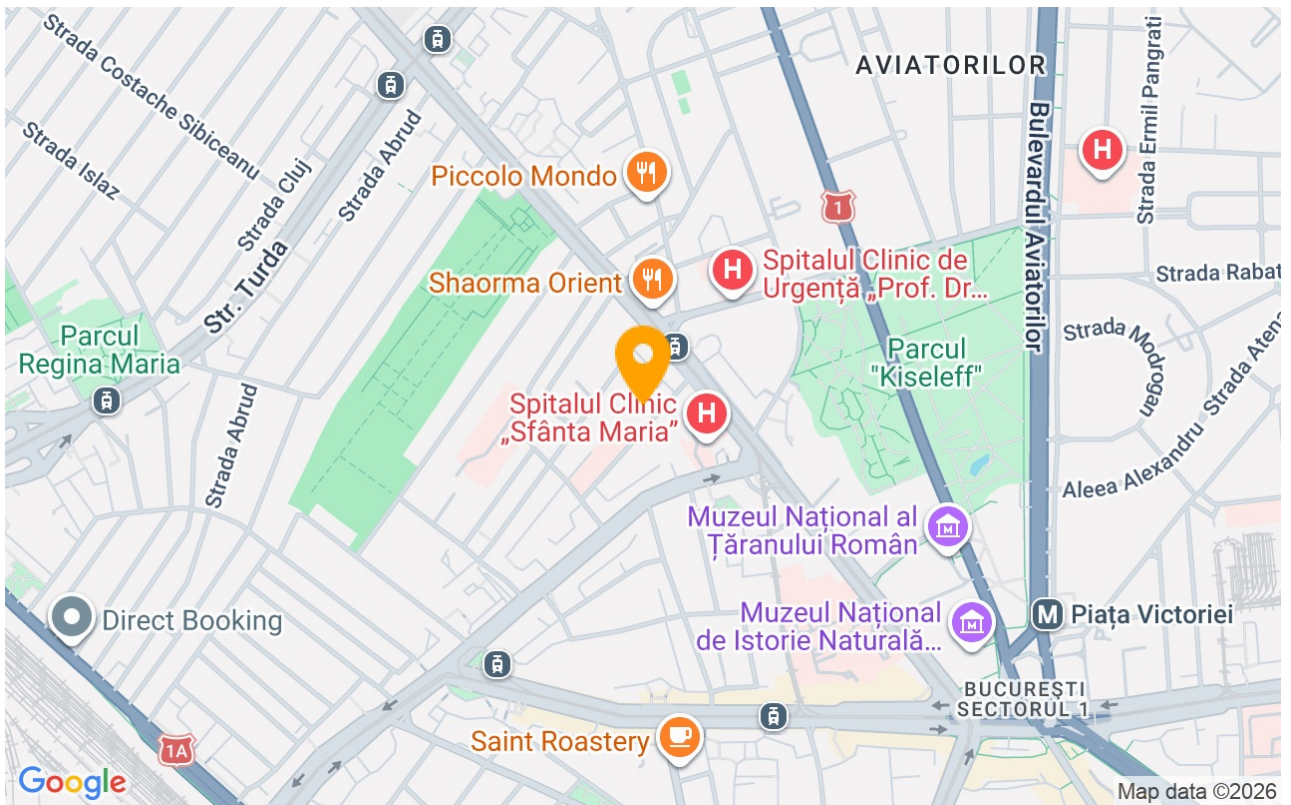 AVIATORILOR
Strada Costache Sibiceanu
Strada Islaz
Strada Cluj
Strada Abrud
Str. Turda
Piccolo Mondo
H
Strada Ermil Pangrati
Bulevardul Aviatorilor
1
Shaorma Orient
H
Spitalul Clinic de
Urgență „Prof. Dr...
Strada Rabat
Parcul
Regina Maria
Parcul
"Kiseleff"
Strada Modrogan
Strada Atena
Strada Abrud
Spitalul Clinic
„Sfânta Maria”
H
Aleea Alexandru
Muzeul Național al
Țăranului Român
M
Direct Booking
Muzeul Național
de Istorie Naturală...
M
M
Piața Victoriei
BUCUREȘTI
SECTORUL 1
Saint Roastery
1A
Google
Map data ©2026